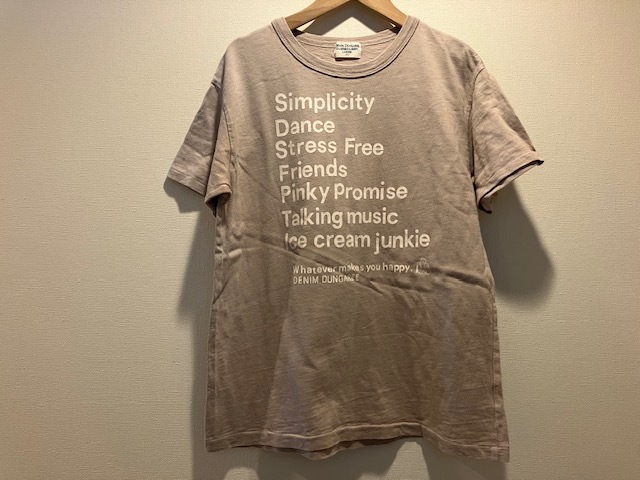 Simplicity
Dance
Stress Free
Friends
Pinky Promise
Talking music
Ice cream junkie
Whatever makes you happy.
DENIM DUNGAREE